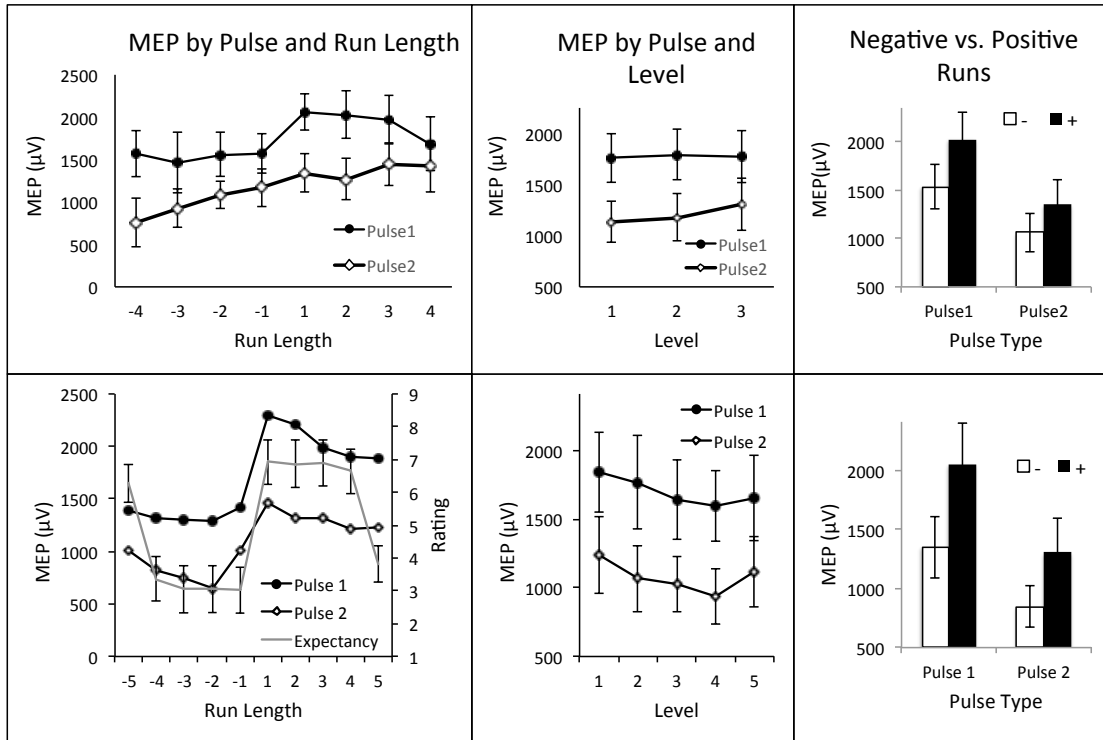 MEP by Pulse and Run Length
2500
2000
1500
1000
500
0
MEP (µV)
Pulse1
Pulse2
-4 -3 -2 -1 1 2 3 4
Run Length
MEP by Pulse and
Level
2000
1500
1000
500
MEP (µV)
Pulse1
Pulse2
1 2 3
Level
Negative vs. Positive
Runs
- +
2000
1500
1000
500
MEP(µV)
Pulse1 Pulse2
Pulse Type
2500
2000
1500
1000
500
0
MEP (µV)
9
8
7
6
5
4
3
2
1
Rating
Pulse 1
Pulse 2
Expectancy
-5 -4 -3 -2 -1 1 2 3 4 5
Run Length
2000
1500
1000
500
MEP (µV)
Pulse 1
Pulse 2
1 2 3 4 5
Level
2000
1500
1000
500
MEP (µV)
- +
Pulse 1 Pulse 2
Pulse Type